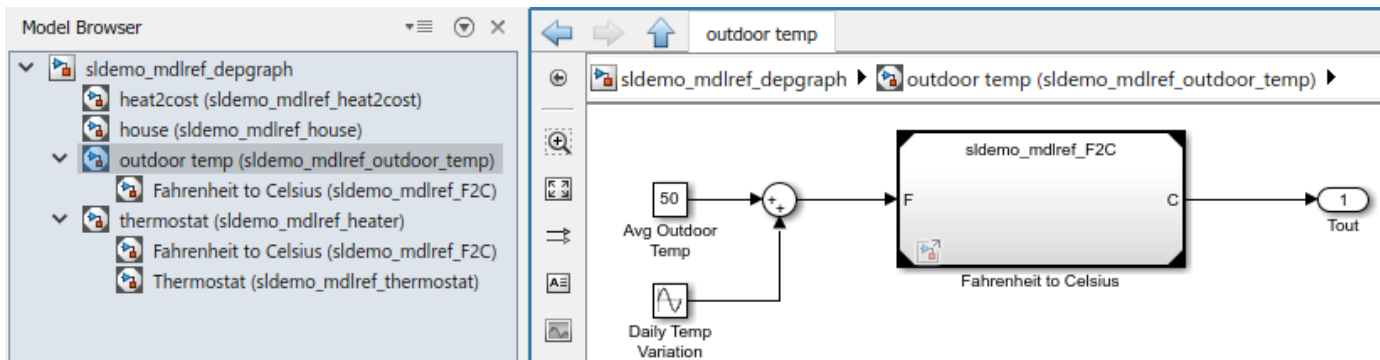 Model Browser
sldemo_mdlref_depgraph
heat2cost (sldemo_mdlref_heat2cost)
house (sldemo_mdlref_house)
outdoor temp (sldemo_mdlref_outdoor_temp)
Fahrenheit to Celsius (sldemo_mdlref_F2C)
thermostat (sldemo_mdlref_heater)
Fahrenheit to Celsius (sldemo_mdlref_F2C)
Thermostat (sldemo_mdlref_thermostat)
outdoor temp
sldemo_mdlref_depgraph outdoor temp (sldemo_mdlref_outdoor_temp)
A
sldemo_mdlref_F2C
50
Avg Outdoor
Temp
F
C
1
Tout
Fahrenheit to Celsius
Daily Temp
Variation